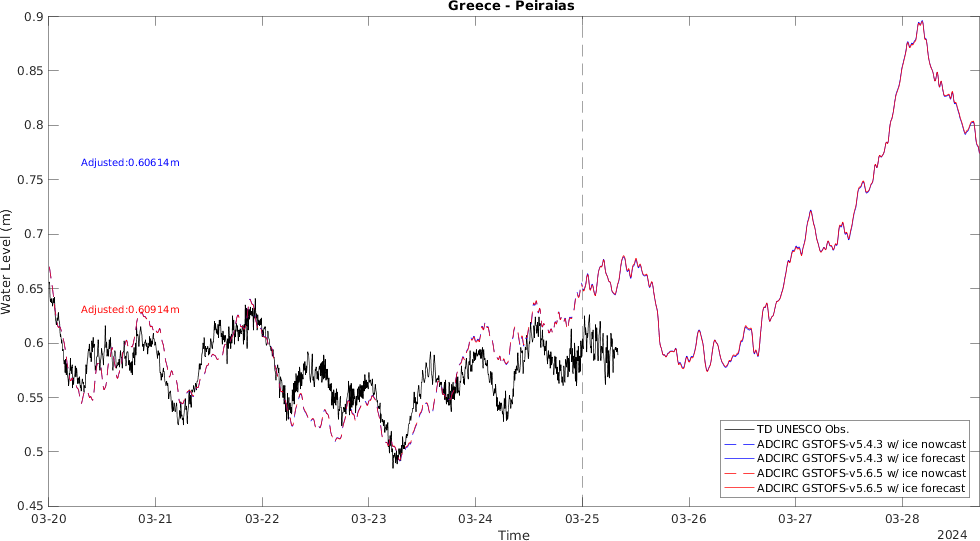 Greece - Peiraias
0.9
0.85
0.8
0.75
0.7
0.65
0.6
0.55
0.5
0.45
Water Level (m)
Adjusted:0.60614m
Adjusted:0.60914m
TD UNESCO Obs.
ADCIRC GSTOFS-v5.4.3 w/ ice nowcast
ADCIRC GSTOFS-v5.4.3 w/ ice forecast
ADCIRC GSTOFS-v5.6.5 w/ ice nowcast
ADCIRC GSTOFS-v5.6.5 w/ ice forecast
03-20 03-21 03-22 03-23 03-24 03-25 03-26 03-27 03-28
Time
2024